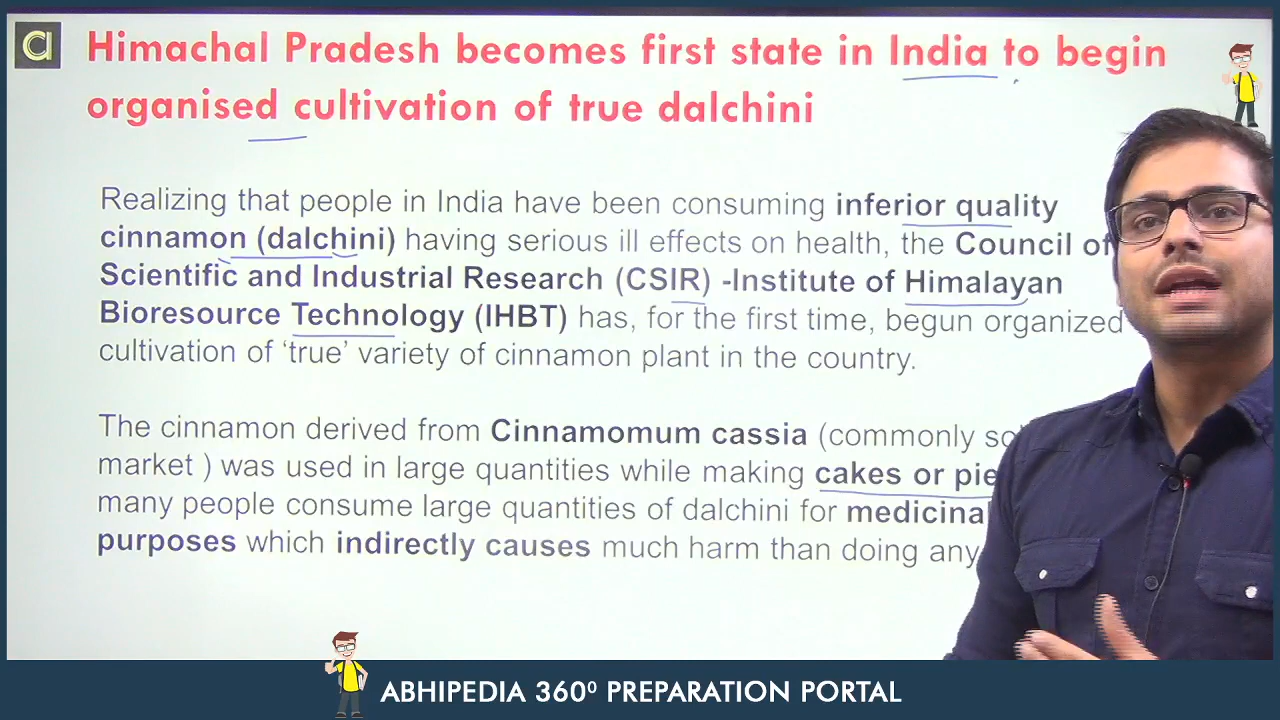 a
Himachal Pradesh becomes first state in India to begin
organised cultivation of true dalchini
Realizing that people in India have been consuming inferior quality
cinnamon (dalchini) having serious ill effects on health, the Council of
Scientific and Industrial Research (CSIR) -Institute of Himalayan
Bioresource Technology (IHBT) has, for the first time, begun organized
cultivation of ‘true’ variety of cinnamon plant in the country.
The cinnamon derived from Cinnamomum cassia (commonly
market ) was used in large quantities while making cakes or
many people consume large quantities of dalchini for medicinal
purposes which indirectly causes much harm than doing
ABHIPEDIA 360⁰ PREPARATION PORTAL